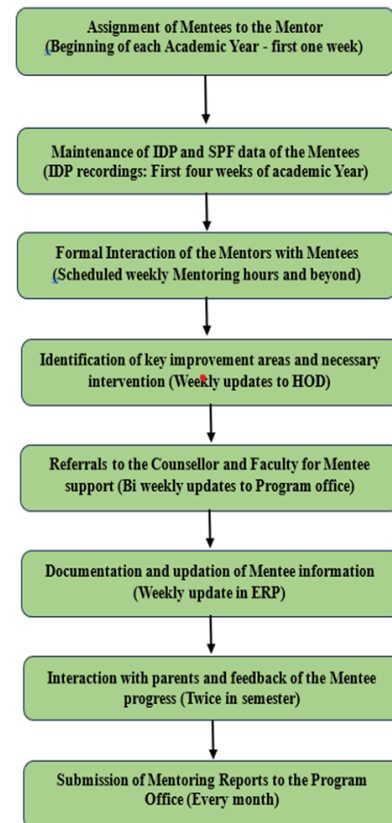 Assignment of Mentees to the Mentor
(Beginning of each Academic Year - first one week)
Maintenance of IDP and SPF data of the Mentees
(IDP recordings: First four weeks of academic Year)
Formal Interaction of the Mentors with Mentees
(Scheduled weekly Mentoring hours and beyond)
Identification of key improvement areas and necessary
intervention (Weekly updates to HOD)
Referrals to the Counsellor and Faculty for Mentee
support (Bi weekly updates to Program office)
Documentation and updation of Mentee information
(Weekly update in ERP)
Interaction with parents and feedback of the Mentee
progress (Twice in semester)
Submission of Mentoring Reports to the Program
Office (Every month)